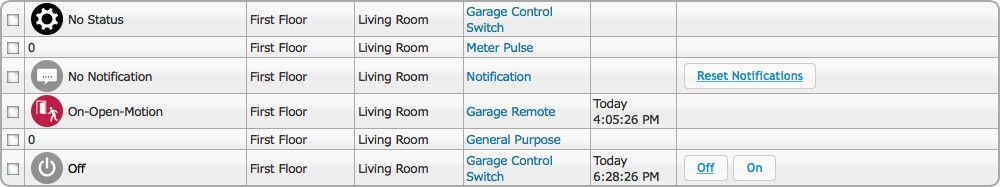 No Status First Floor Living Room Garage Control
Switch
0 First Floor Living Room Meter Pulse
No Notification First Floor Living Room Notification Reset Notifications
On-Open-Motion First Floor Living Room Garage Remote Today
4:05:26 PM
0 First Floor Living Room General Purpose
Off First Floor Living Room Garage Control Today Off On
Switch 6:28:26 PM